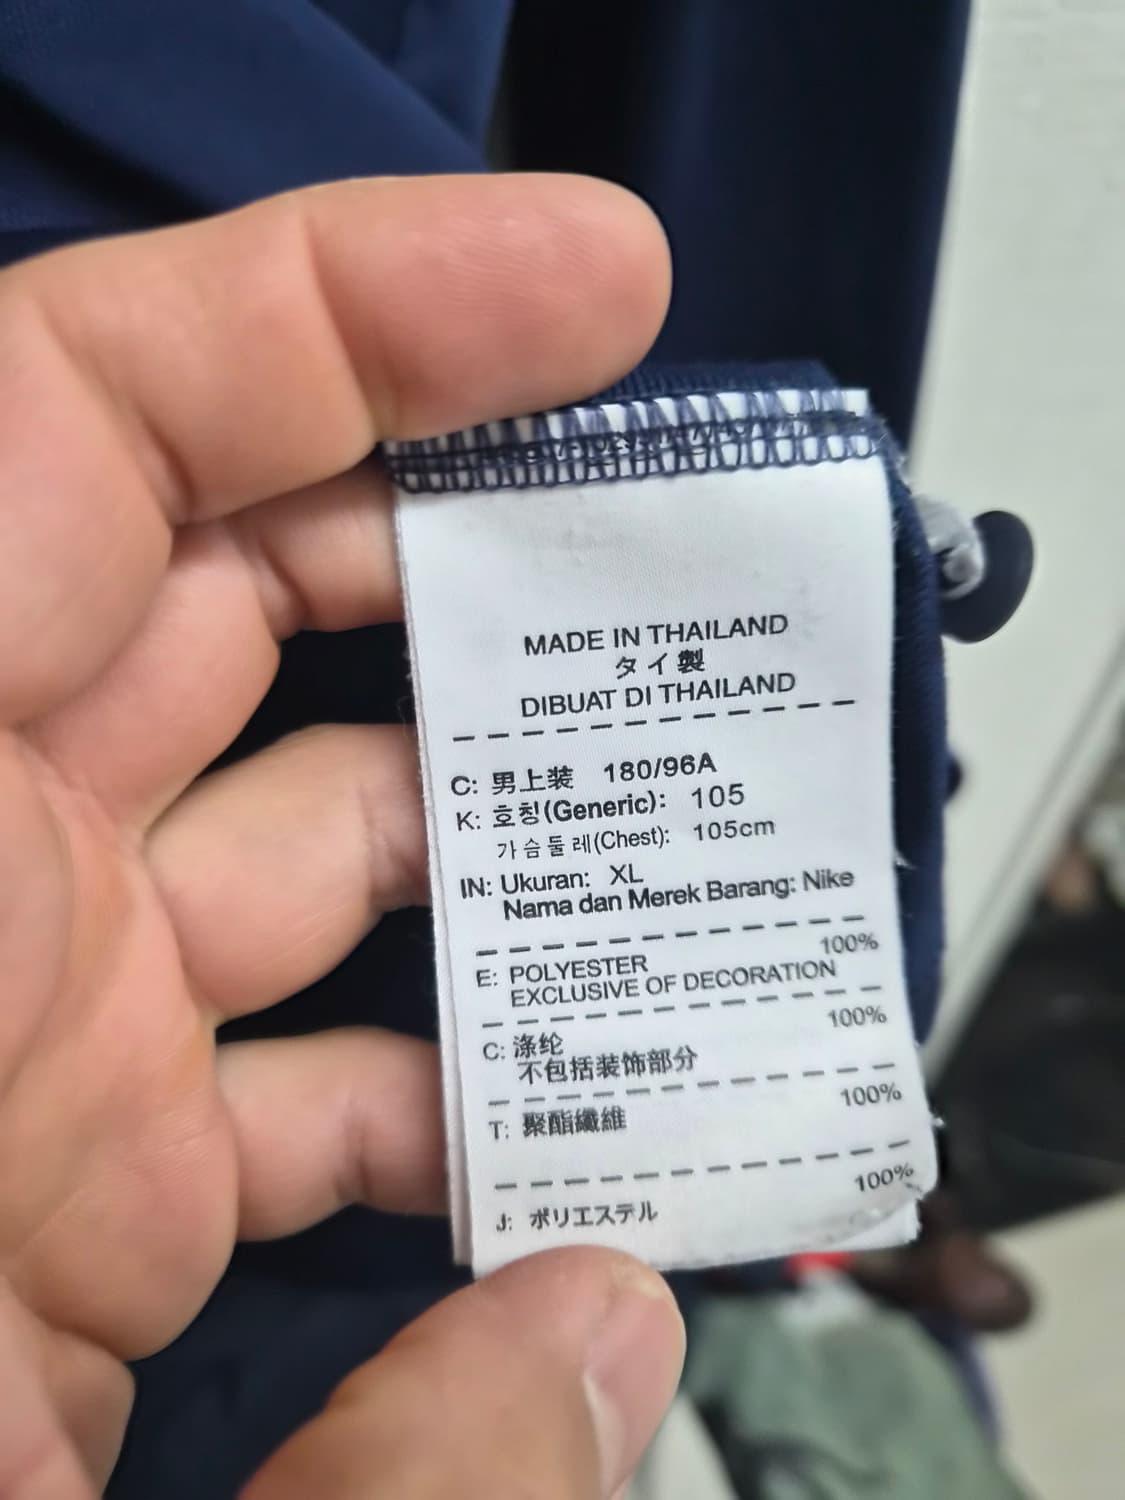 MADE IN THAILAND
タイ製
DIBUAT DI THAILAND
C: 男上装 180/96A
K: 호칭(Generic): 105
가슴둘레(Chest): 105cm
IN: Ukuran: XL
Nama dan Merek Barang: Nike
100%
E: POLYESTER
EXCLUSIVE OF DECORATION
100%
C: 涤纶
不包括装饰部分
100%
T: 聚酯纖維
100%
J: ポリエステル